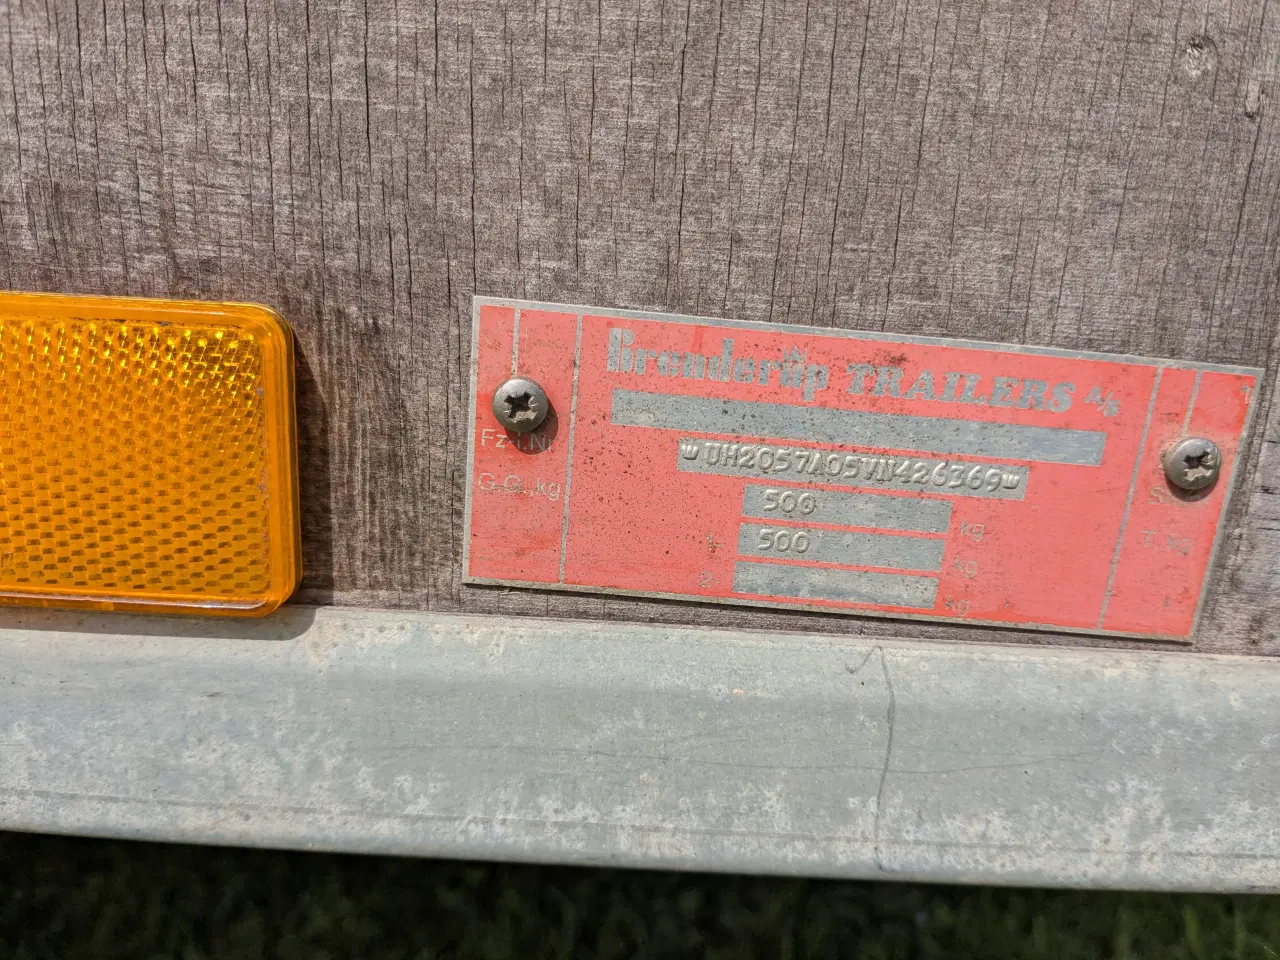 Brenderup TRAILERS A/S
UH2057A05VN426369
Fz-I.Nr
G.G.,kg
500 kg
1- 500 kg
2- kg